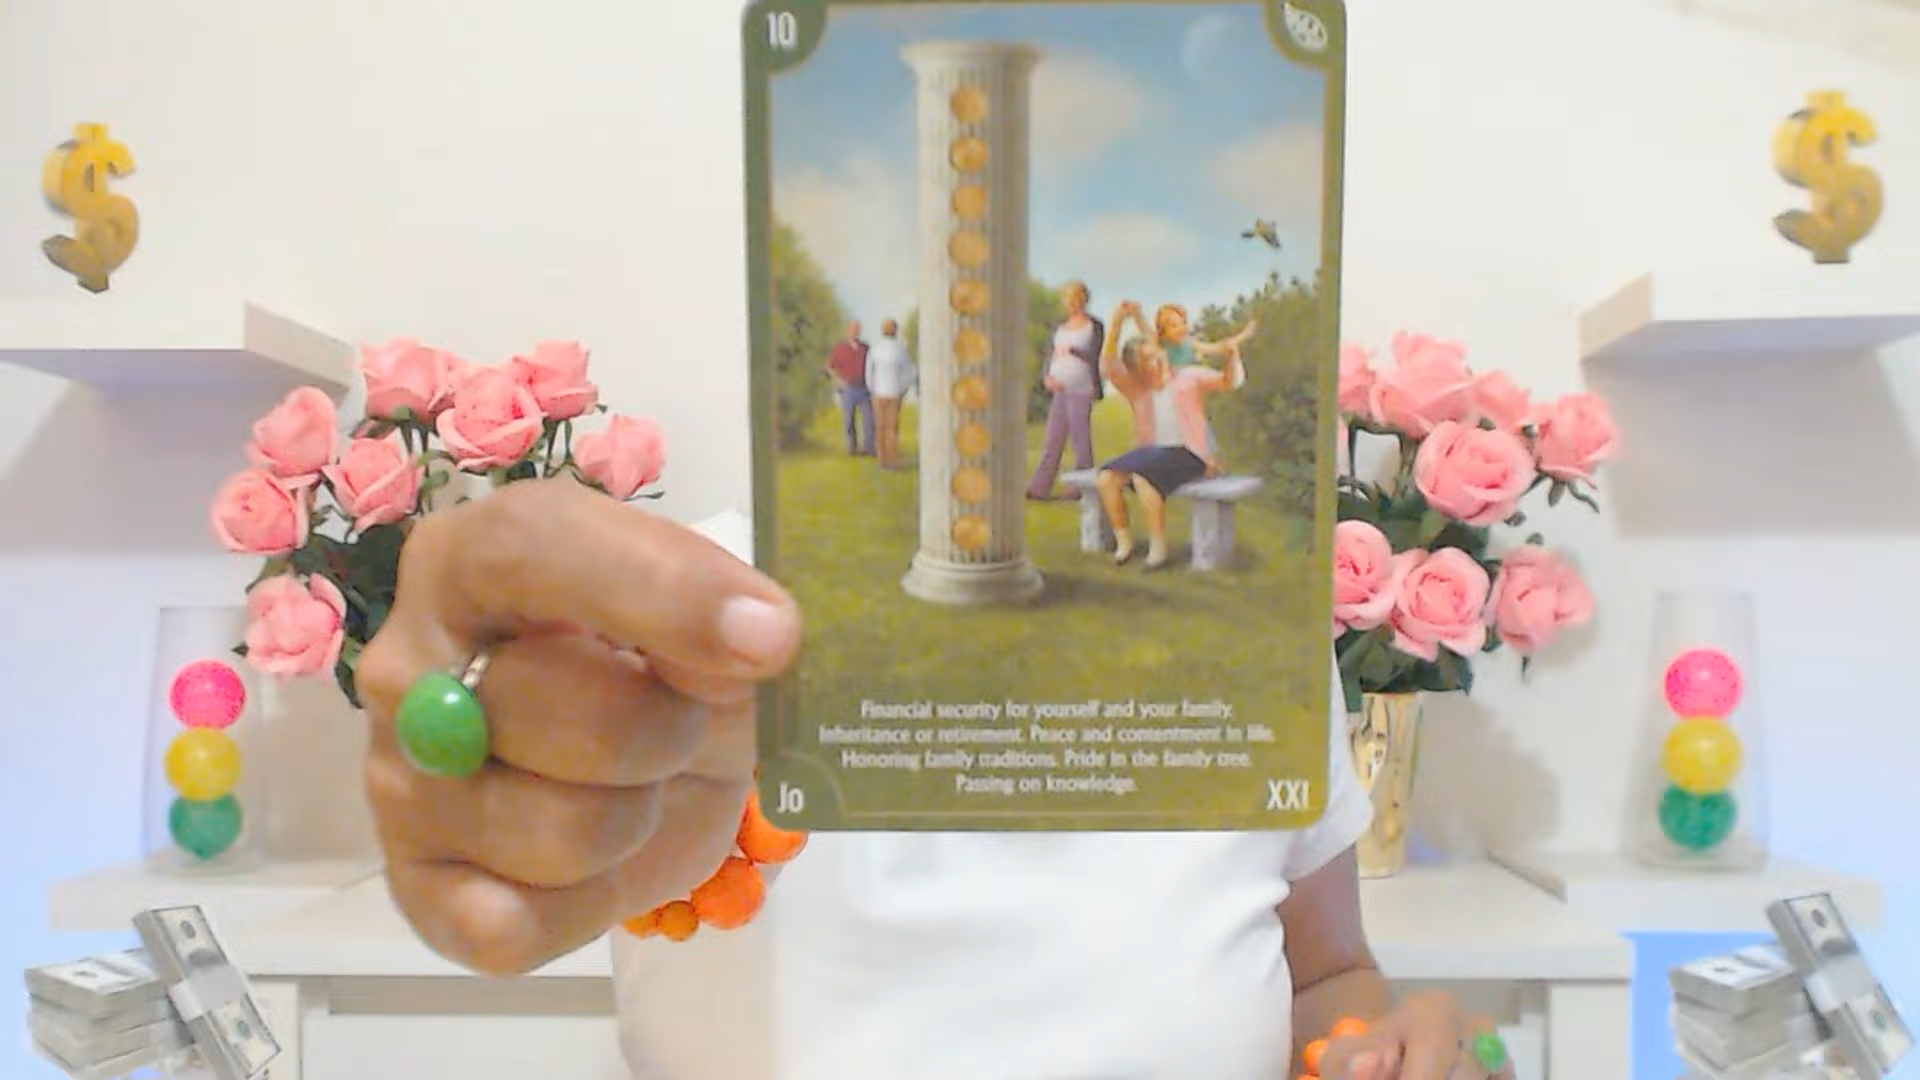 10
Financial security for yourself and your family.
Inheritance or retirement. Peace and contentment in life.
Honoring family traditions. Pride in the family tree.
Passing on knowledge.
Jo
XXI